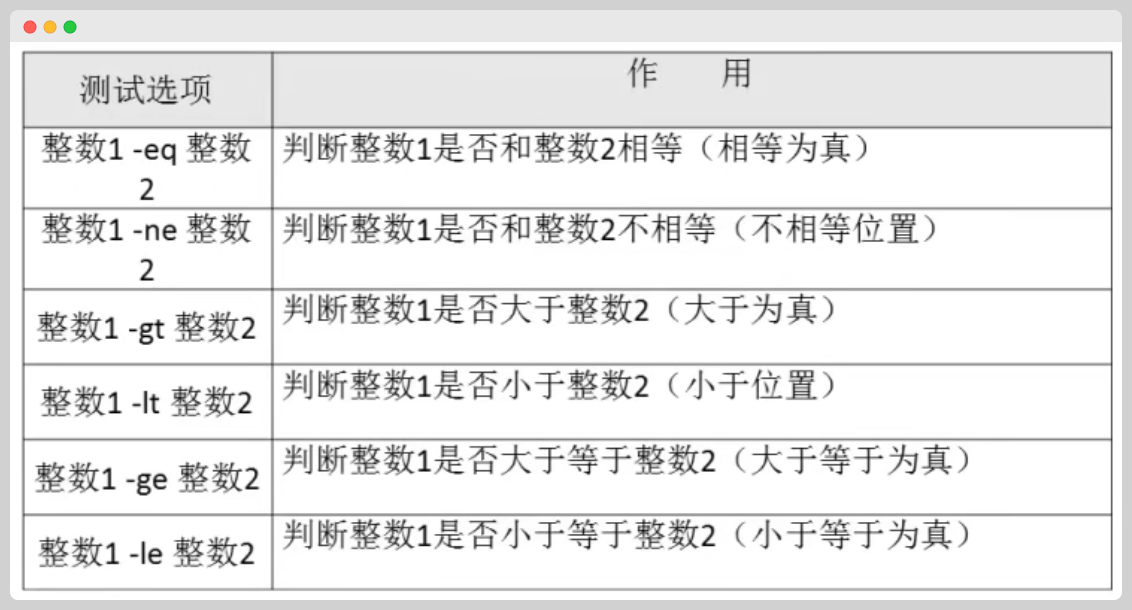 测试选项
作 用
整数1 -eq 整数
2
判断整数1是否和整数2相等（相等为真）
整数1 -ne 整数
2
判断整数1是否和整数2不相等（不相等位置）
整数1 -gt 整数2
判断整数1是否大于整数2（大于为真）
整数1 -lt 整数2
判断整数1是否小于整数2（小于位置）
整数1 -ge 整数2
判断整数1是否大于等于整数2（大于等于为真）
整数1 -le 整数2
判断整数1是否小于等于整数2（小于等于为真）